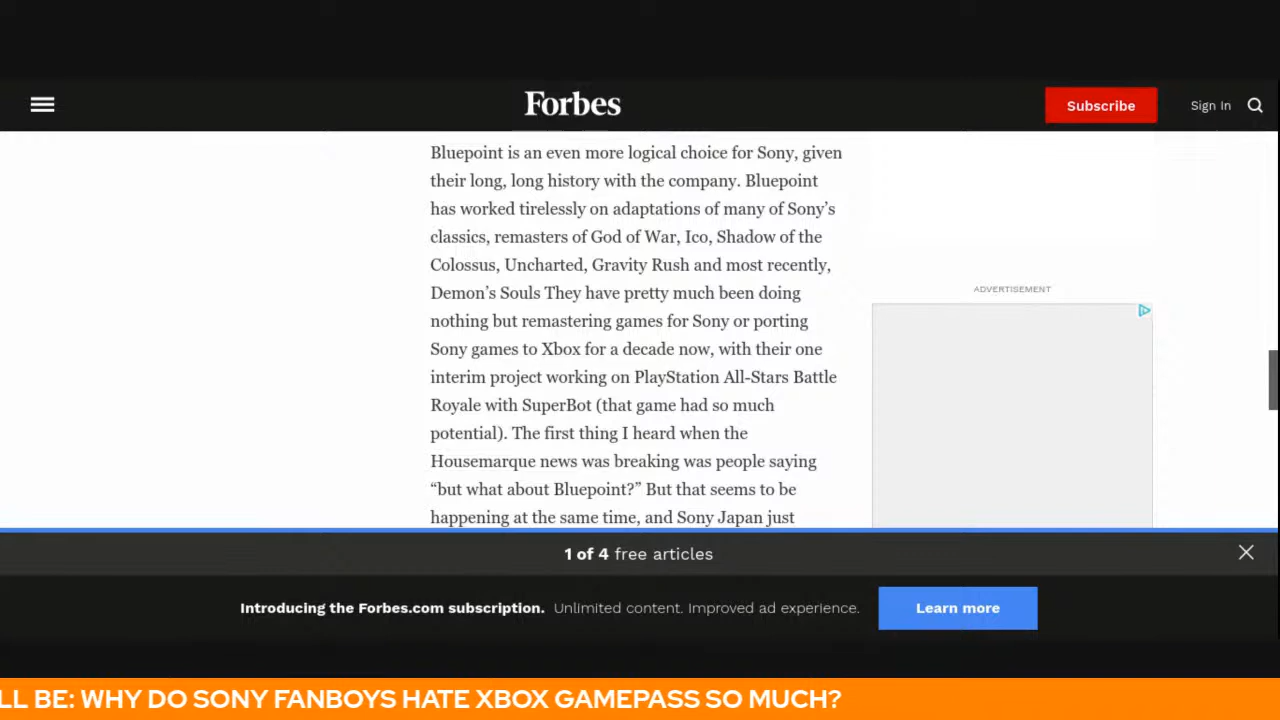 Forbes
Subscribe
Sign In
Bluepoint is an even more logical choice for Sony, given
their long, long history with the company. Bluepoint
has worked tirelessly on adaptations of many of Sony’s
classics, remasters of God of War, Ico, Shadow of the
Colossus, Uncharted, Gravity Rush and most recently,
Demon’s Souls They have pretty much been doing
nothing but remastering games for Sony or porting
Sony games to Xbox for a decade now, with their one
interim project working on PlayStation All-Stars Battle
Royale with SuperBot (that game had so much
potential). The first thing I heard when the
Housemarque news was breaking was people saying
“but what about Bluepoint?” But that seems to be
happening at the same time, and Sony Japan just
ADVERTISEMENT
1 of 4 free articles
Introducing the Forbes.com subscription. Unlimited content. Improved ad experience.
Learn more
LL BE: WHY DO SONY FANBOYS HATE XBOX GAMEPASS SO MUCH?